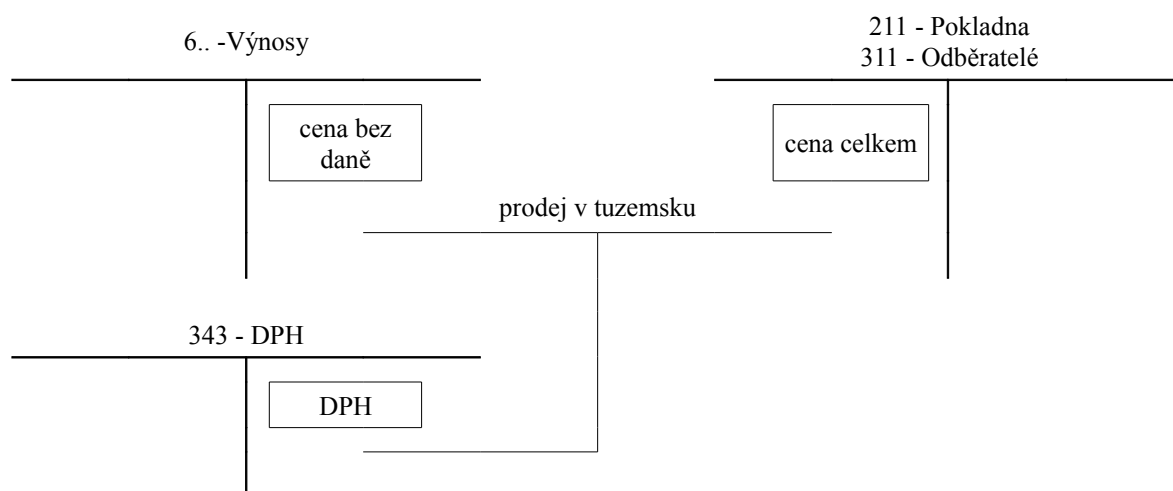 6.. -Výnosy
211 - Pokladna
311 - Odběratelé
cena bez
daně
cena celkem
prodej v tuzemsku
343 - DPH
DPH